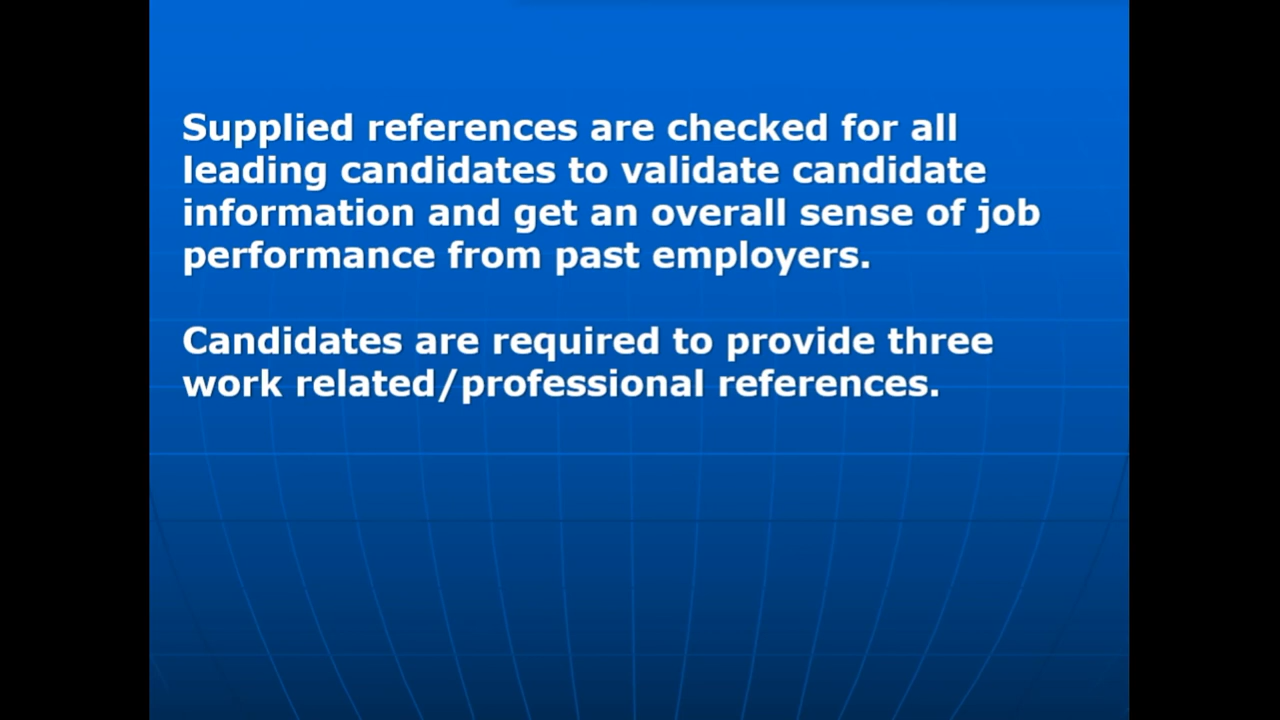 Supplied references are checked for all
leading candidates to validate candidate
information and get an overall sense of job
performance from past employers.
Candidates are required to provide three
work related/professional references.